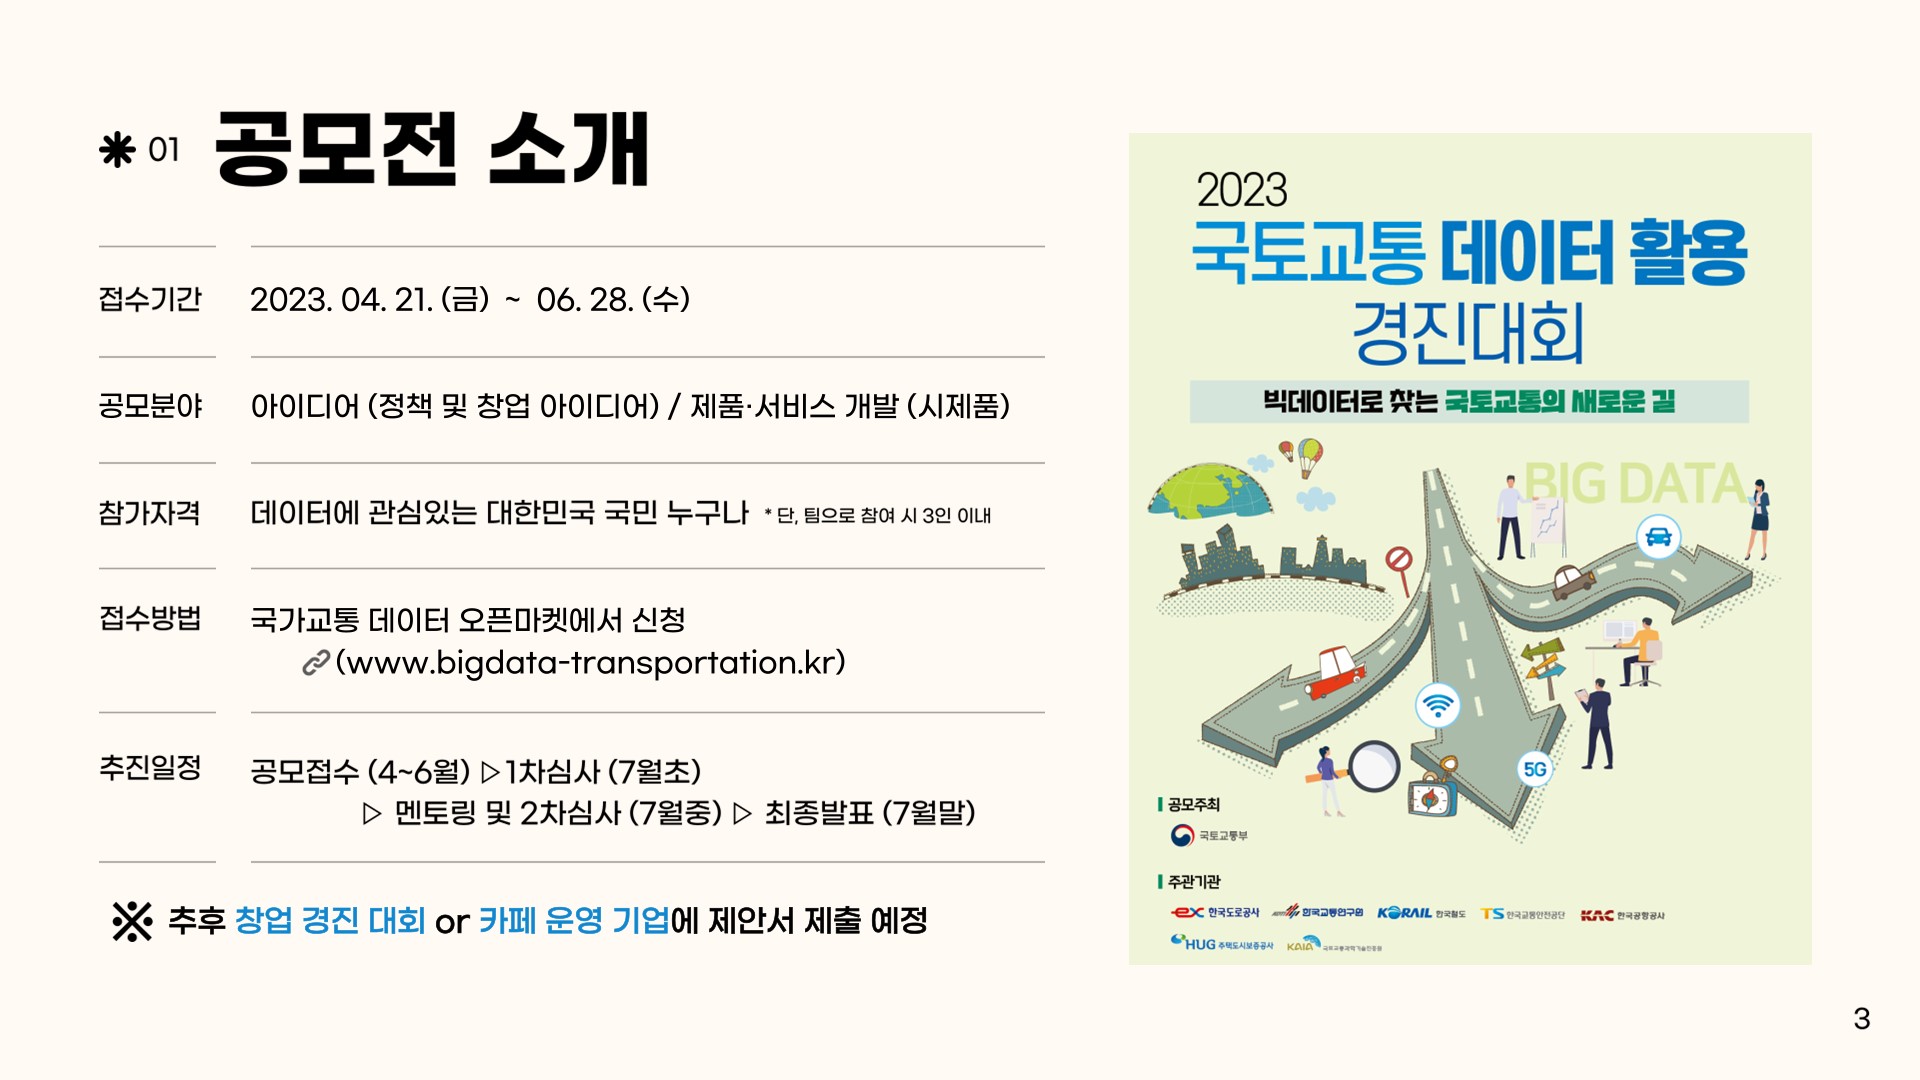 01 공모전 소개
접수기간 2023. 04. 21. (금) ~ 06. 28. (수)
공모분야 아이디어 (정책 및 창업 아이디어) / 제품·서비스 개발 (시제품)
참가자격 데이터에 관심있는 대한민국 국민 누구나 * 단, 팀으로 참여 시 3인 이내
접수방법 국가교통 데이터 오픈마켓에서 신청
(www.bigdata-transportation.kr)
추진일정 공모접수 (4~6월) ▷1차심사 (7월초)
▷ 멘토링 및 2차심사 (7월중) ▷ 최종발표 (7월말)
※ 추후 창업 경진 대회 or 카페 운영 기업에 제안서 제출 예정
2023
국토교통 데이터 활용
경진대회
빅데이터로 찾는 국토교통의 새로운 길
BIG DATA
5G
공모주최
국토교통부
주관기관
ex 한국도로공사 한국교통연구원 KORAIL 한국철도 TS 한국교통안전공단 KAC 한국공항공사
HUG 주택도시보증공사 KAIA 국토교통과학기술진흥원
3